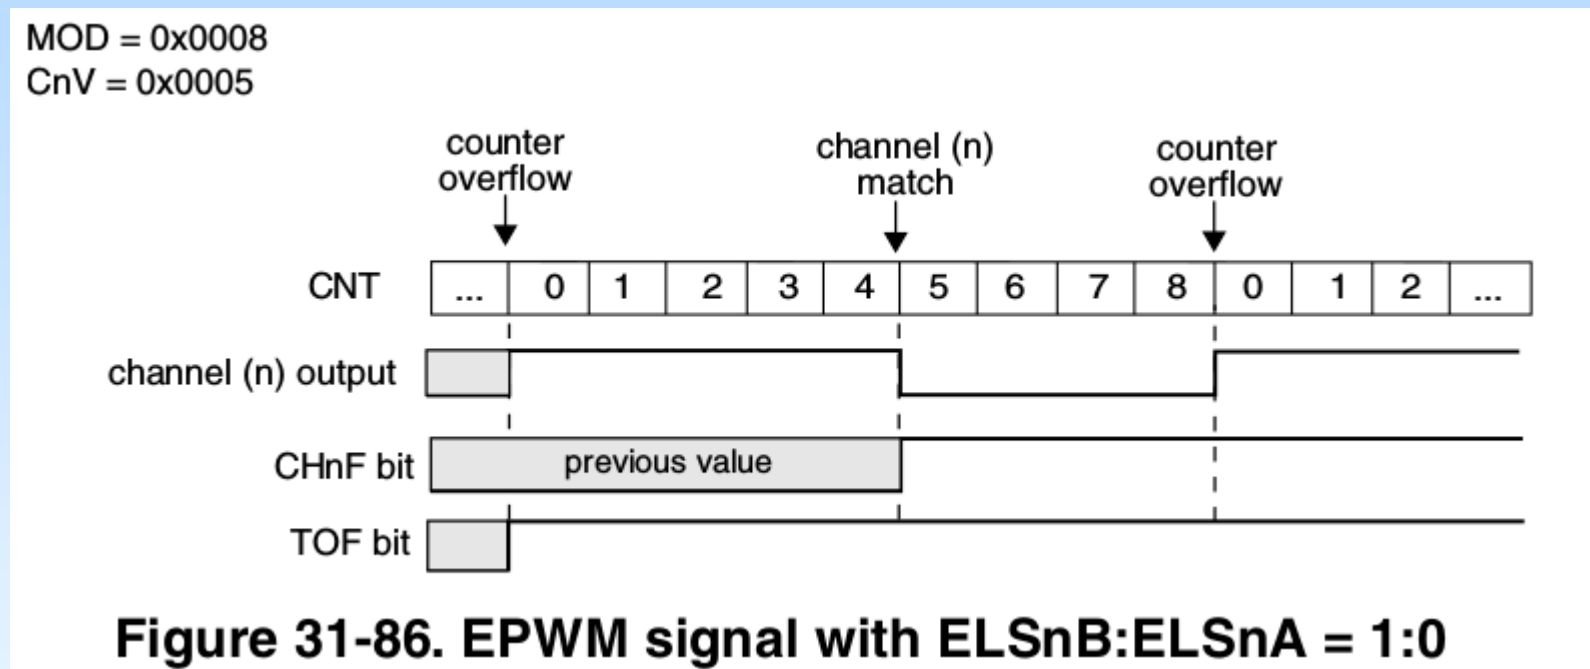 MOD = 0x0008
CnV = 0x0005
counter
overflow
channel (n)
match
counter
overflow
CNT
... 0 1 2 3 4 5 6 7 8 0 1 2 ...
channel (n) output
CHnF bit
previous value
TOF bit
Figure 31-86. EPWM signal with ELSnB:ELSnA = 1:0